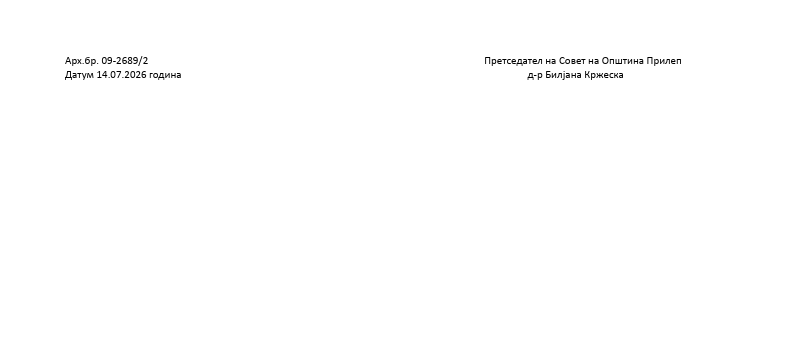 Арх.бр. 09-2689/2
Датум 14.07.2026 година
Претседател на Совет на Општина Прилеп
д-р Билјана Кржеска